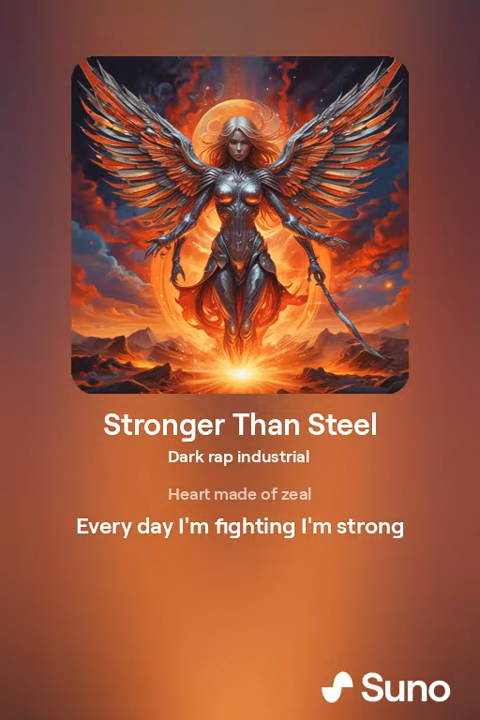 Stronger Than Steel
Dark rap industrial
Heart made of zeal
Every day I'm fighting I'm strong
Suno